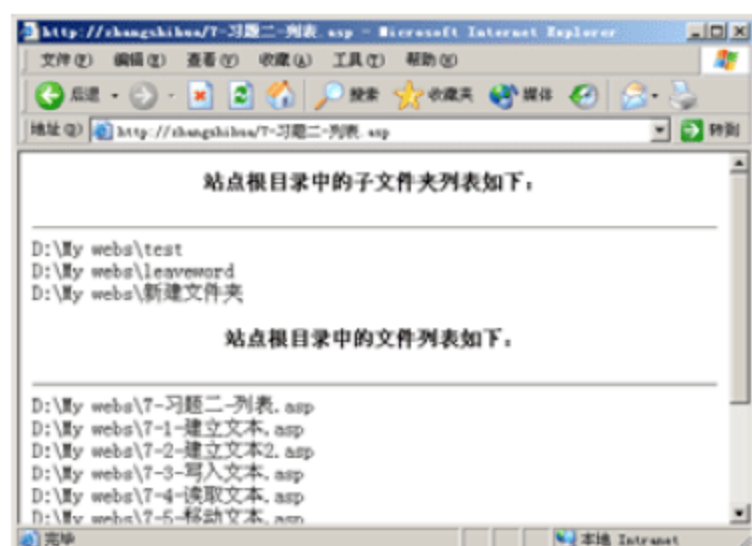 http://zhangshihua/7-习题二-列表.asp - Microsoft Internet Explorer
文件(F) 编辑(E) 查看(V) 收藏(A) 工具(T) 帮助(H)
后退 搜索 收藏夹 媒体
地址(D) http://zhangshihua/7-习题二-列表.asp 转到
站点根目录中的子文件夹列表如下：
D:\My webs\test
D:\My webs\leaveword
D:\My webs\新建文件夹
站点根目录中的文件列表如下。
D:\My webs\7-习题二-列表.asp
D:\My webs\7-1-建立文本.asp
D:\My webs\7-2-建立文本2.asp
D:\My webs\7-3-写入文本.asp
D:\My webs\7-4-读取文本.asp
D:\My webs\7-5-移动文本.asp
完毕 本地 Intranet